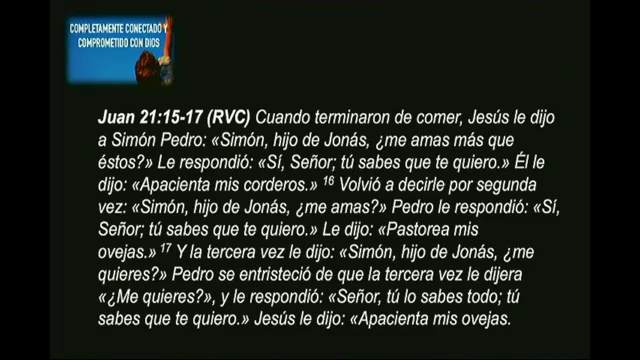 COMPLETAMENTE CONECTADO Y
COMPROMETIDO CON DIOS
Juan 21:15-17 (RVC) Cuando terminaron de comer, Jesús le dijo
a Simón Pedro: «Simón, hijo de Jonás, ¿me amas más que
éstos?» Le respondió: «Sí, Señor; tú sabes que te quiero.» Él le
dijo: «Apacienta mis corderos.» 16 Volvió a decirle por segunda
vez: «Simón, hijo de Jonás, ¿me amas?» Pedro le respondió: «Sí,
Señor; tú sabes que te quiero.» Le dijo: «Pastorea mis
ovejas.» 17 Y la tercera vez le dijo: «Simón, hijo de Jonás, ¿me
quieres?» Pedro se entristeció de que la tercera vez le dijera
«¿Me quieres?», y le respondió: «Señor, tú lo sabes todo; tú
sabes que te quiero.» Jesús le dijo: «Apacienta mis ovejas.